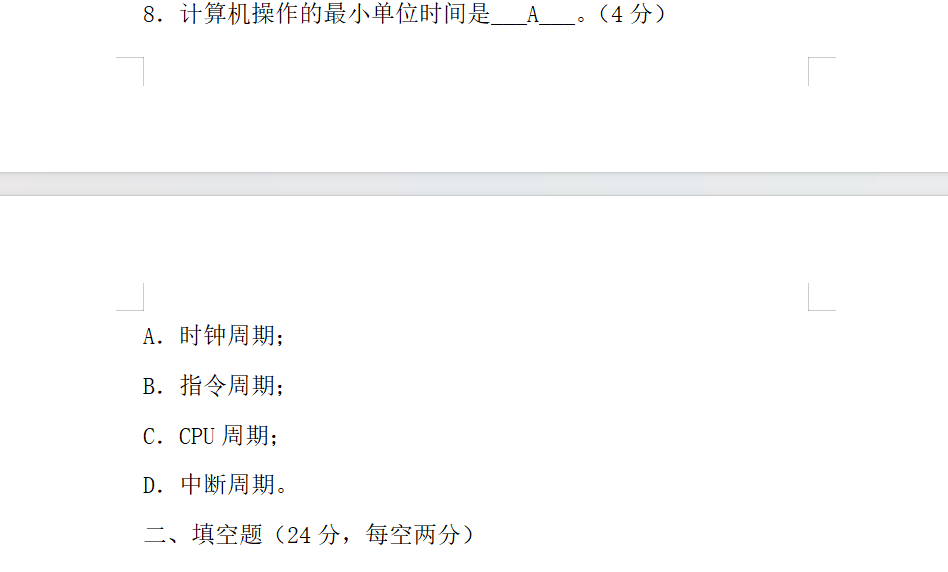 8．计算机操作的最小单位时间是___A___。（4 分）
A．时钟周期；
B．指令周期；
C．CPU 周期；
D．中断周期。
二、填空题（24 分，每空两分）